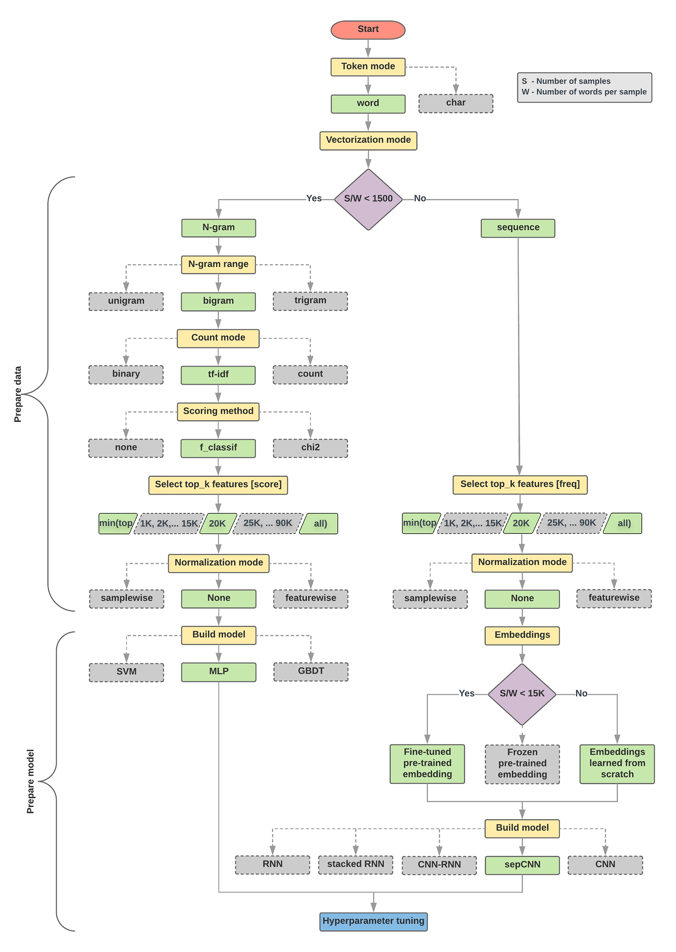 Start
Token mode
word
char
S - Number of samples
W - Number of words per sample
Vectorization mode
S/W < 1500
Yes
No
N-gram
sequence
N-gram range
unigram
bigram
trigram
Count mode
binary
tf-idf
count
Scoring method
none
f_classif
chi2
Select top_k features [score]
Select top_k features [freq]
min(top
1K, 2K,... 15K
20K
25K, ... 90K
all)
min(top
1K, 2K,... 15K
20K
25K, ... 90K
all)
Normalization mode
Normalization mode
samplewise
None
featurewise
samplewise
None
featurewise
Prepare data
Build model
Embeddings
SVM
MLP
GBDT
S/W < 15K
Yes
No
Fine-tuned
pre-trained
embedding
Frozen
pre-trained
embedding
Embeddings
learned from
scratch
Prepare model
Build model
RNN
stacked RNN
CNN-RNN
sepCNN
CNN
Hyperparameter tuning